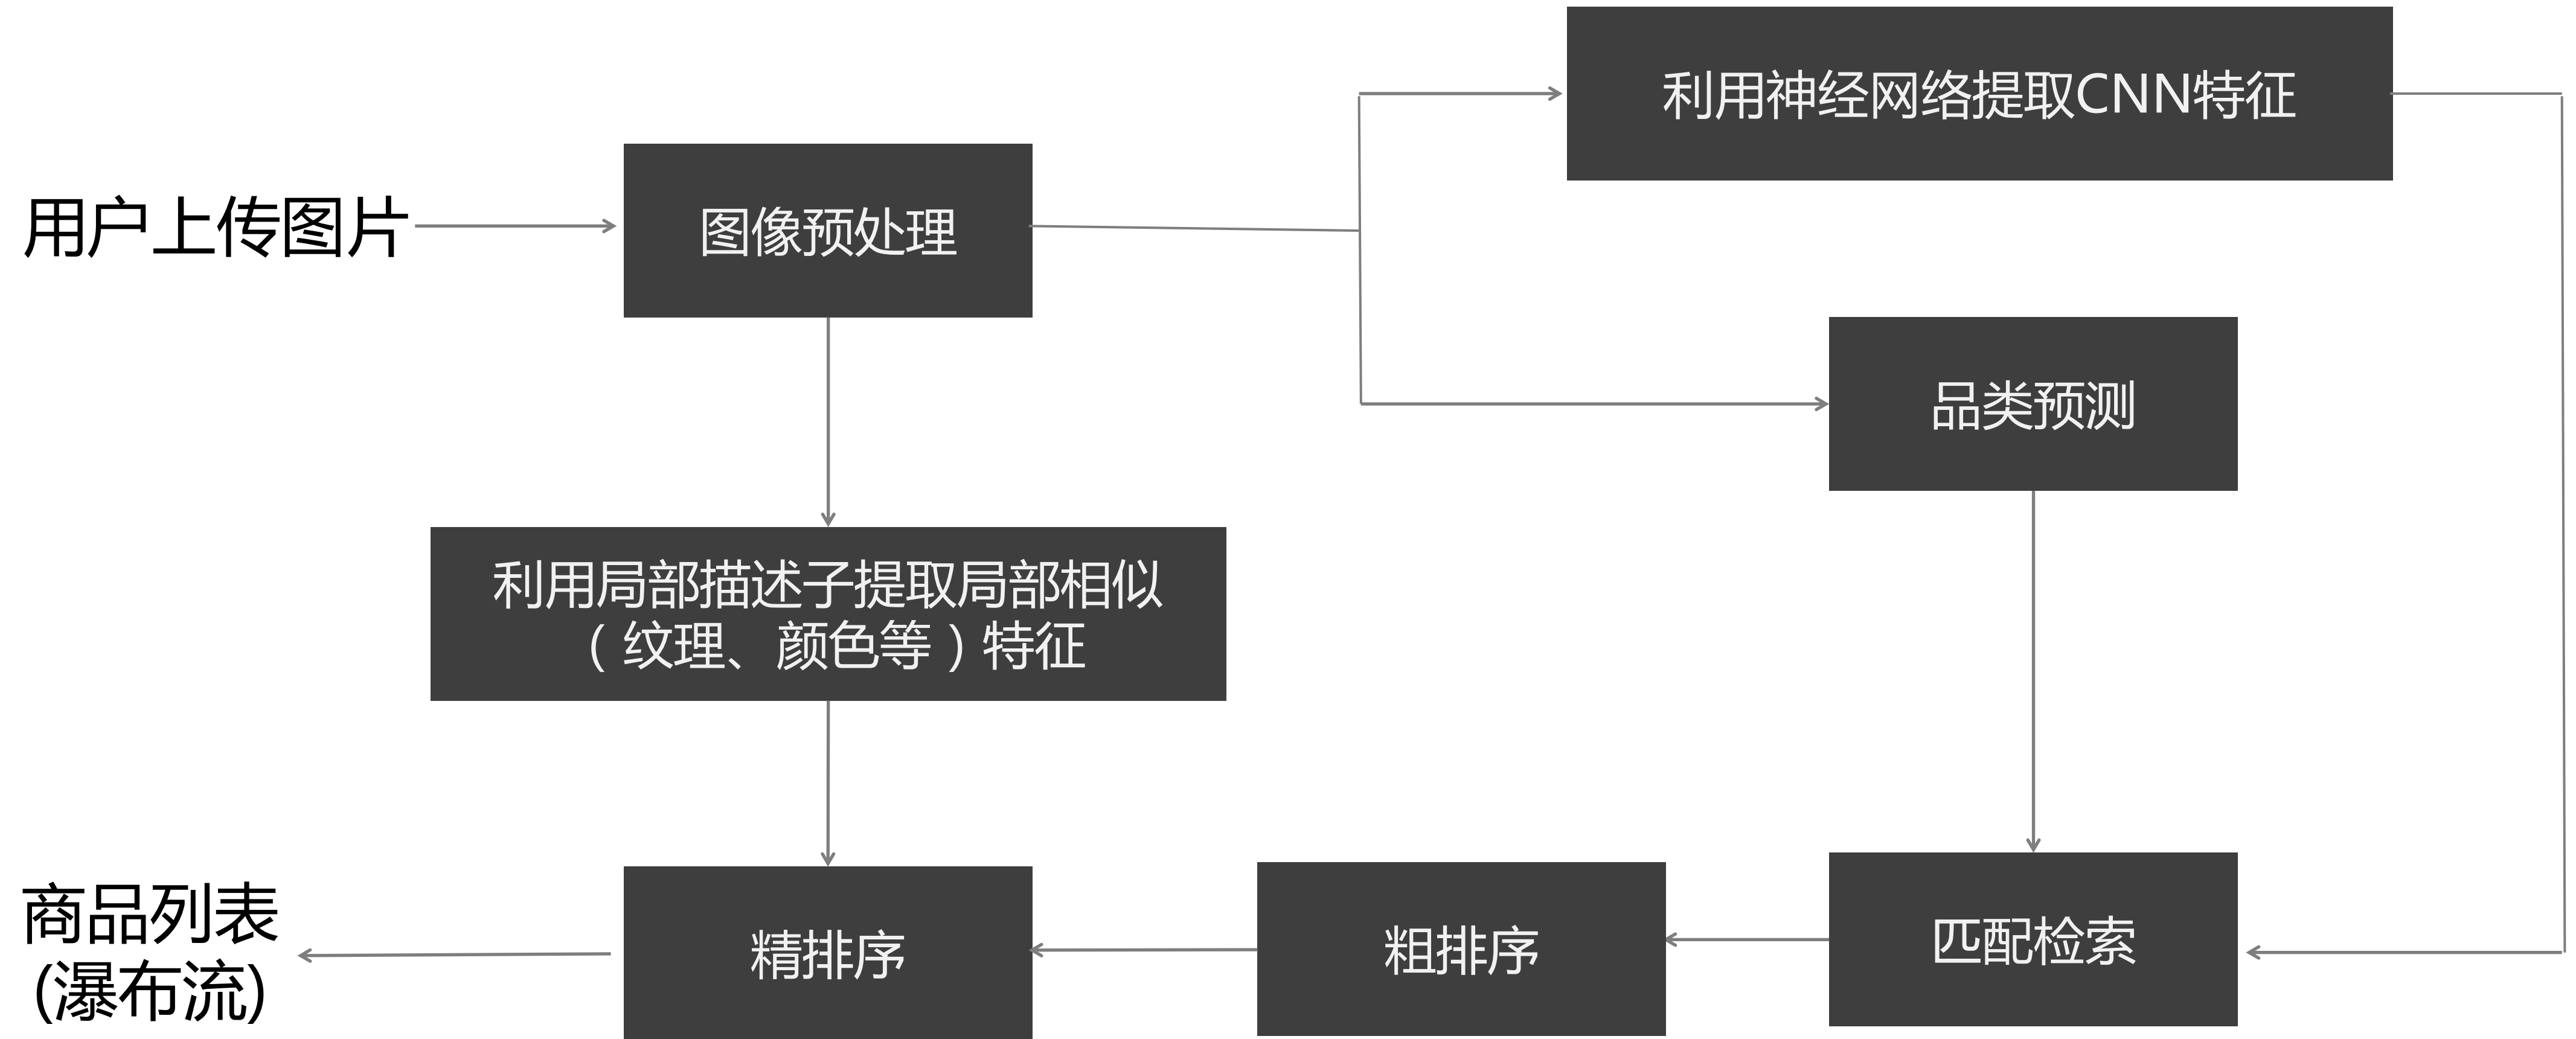 利用神经网络提取CNN特征
用户上传图片
图像预处理
品类预测
利用局部描述子提取局部相似
（纹理、颜色等）特征
商品列表
(瀑布流)
精排序
粗排序
匹配检索